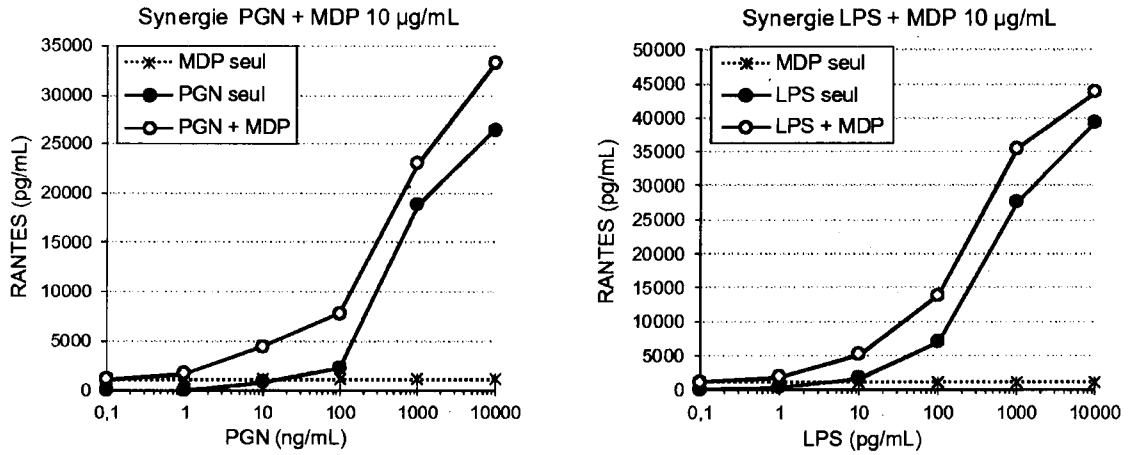 Synergie PGN + MDP 10 µg/mL
MDP seul
PGN seul
PGN + MDP
35000
30000
25000
20000
15000
10000
5000
0
RANTES (pg/mL)
0,1 1 10 100 1000 10000
PGN (ng/mL)
Synergie LPS + MDP 10 µg/mL
MDP seul
LPS seul
LPS + MDP
50000
45000
40000
35000
30000
25000
20000
15000
10000
5000
0
RANTES (pg/mL)
0,1 1 10 100 1000 10000
LPS (pg/mL)